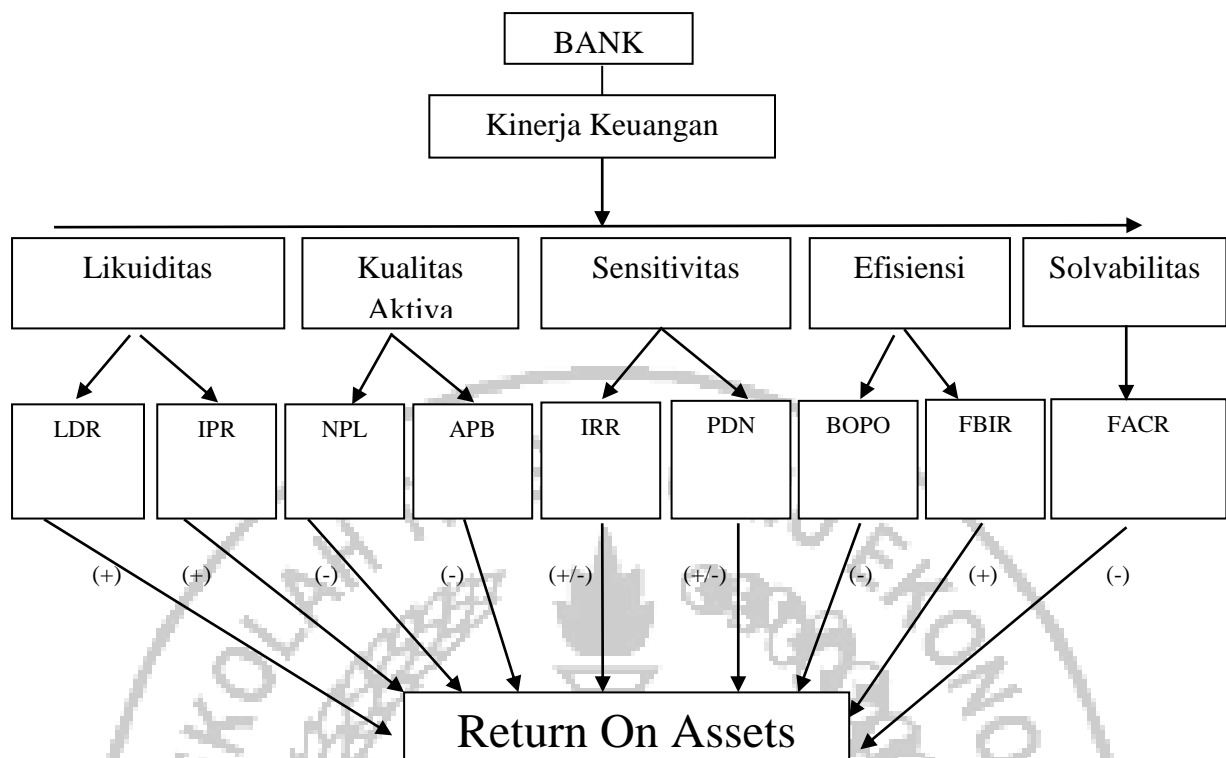 BANK
Kinerja Keuangan
Likuiditas
Kualitas
Aktiva
Sensitivitas
Efisiensi
Solvabilitas
LDR
IPR
NPL
APB
IRR
PDN
BOPO
FBIR
FACR
(+)
(+)
(-)
(-)
(+/-)
(+/-)
(-)
(+)
(-)
Return On Assets